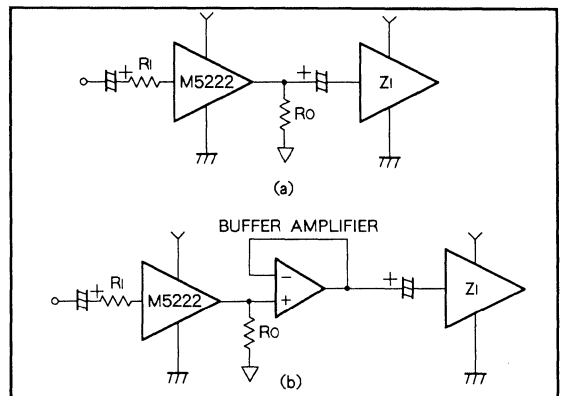 + RI M5222 + ZI
RO
(a)
BUFFER AMPLIFIER
+ RI M5222 - + + ZI
RO
(b)